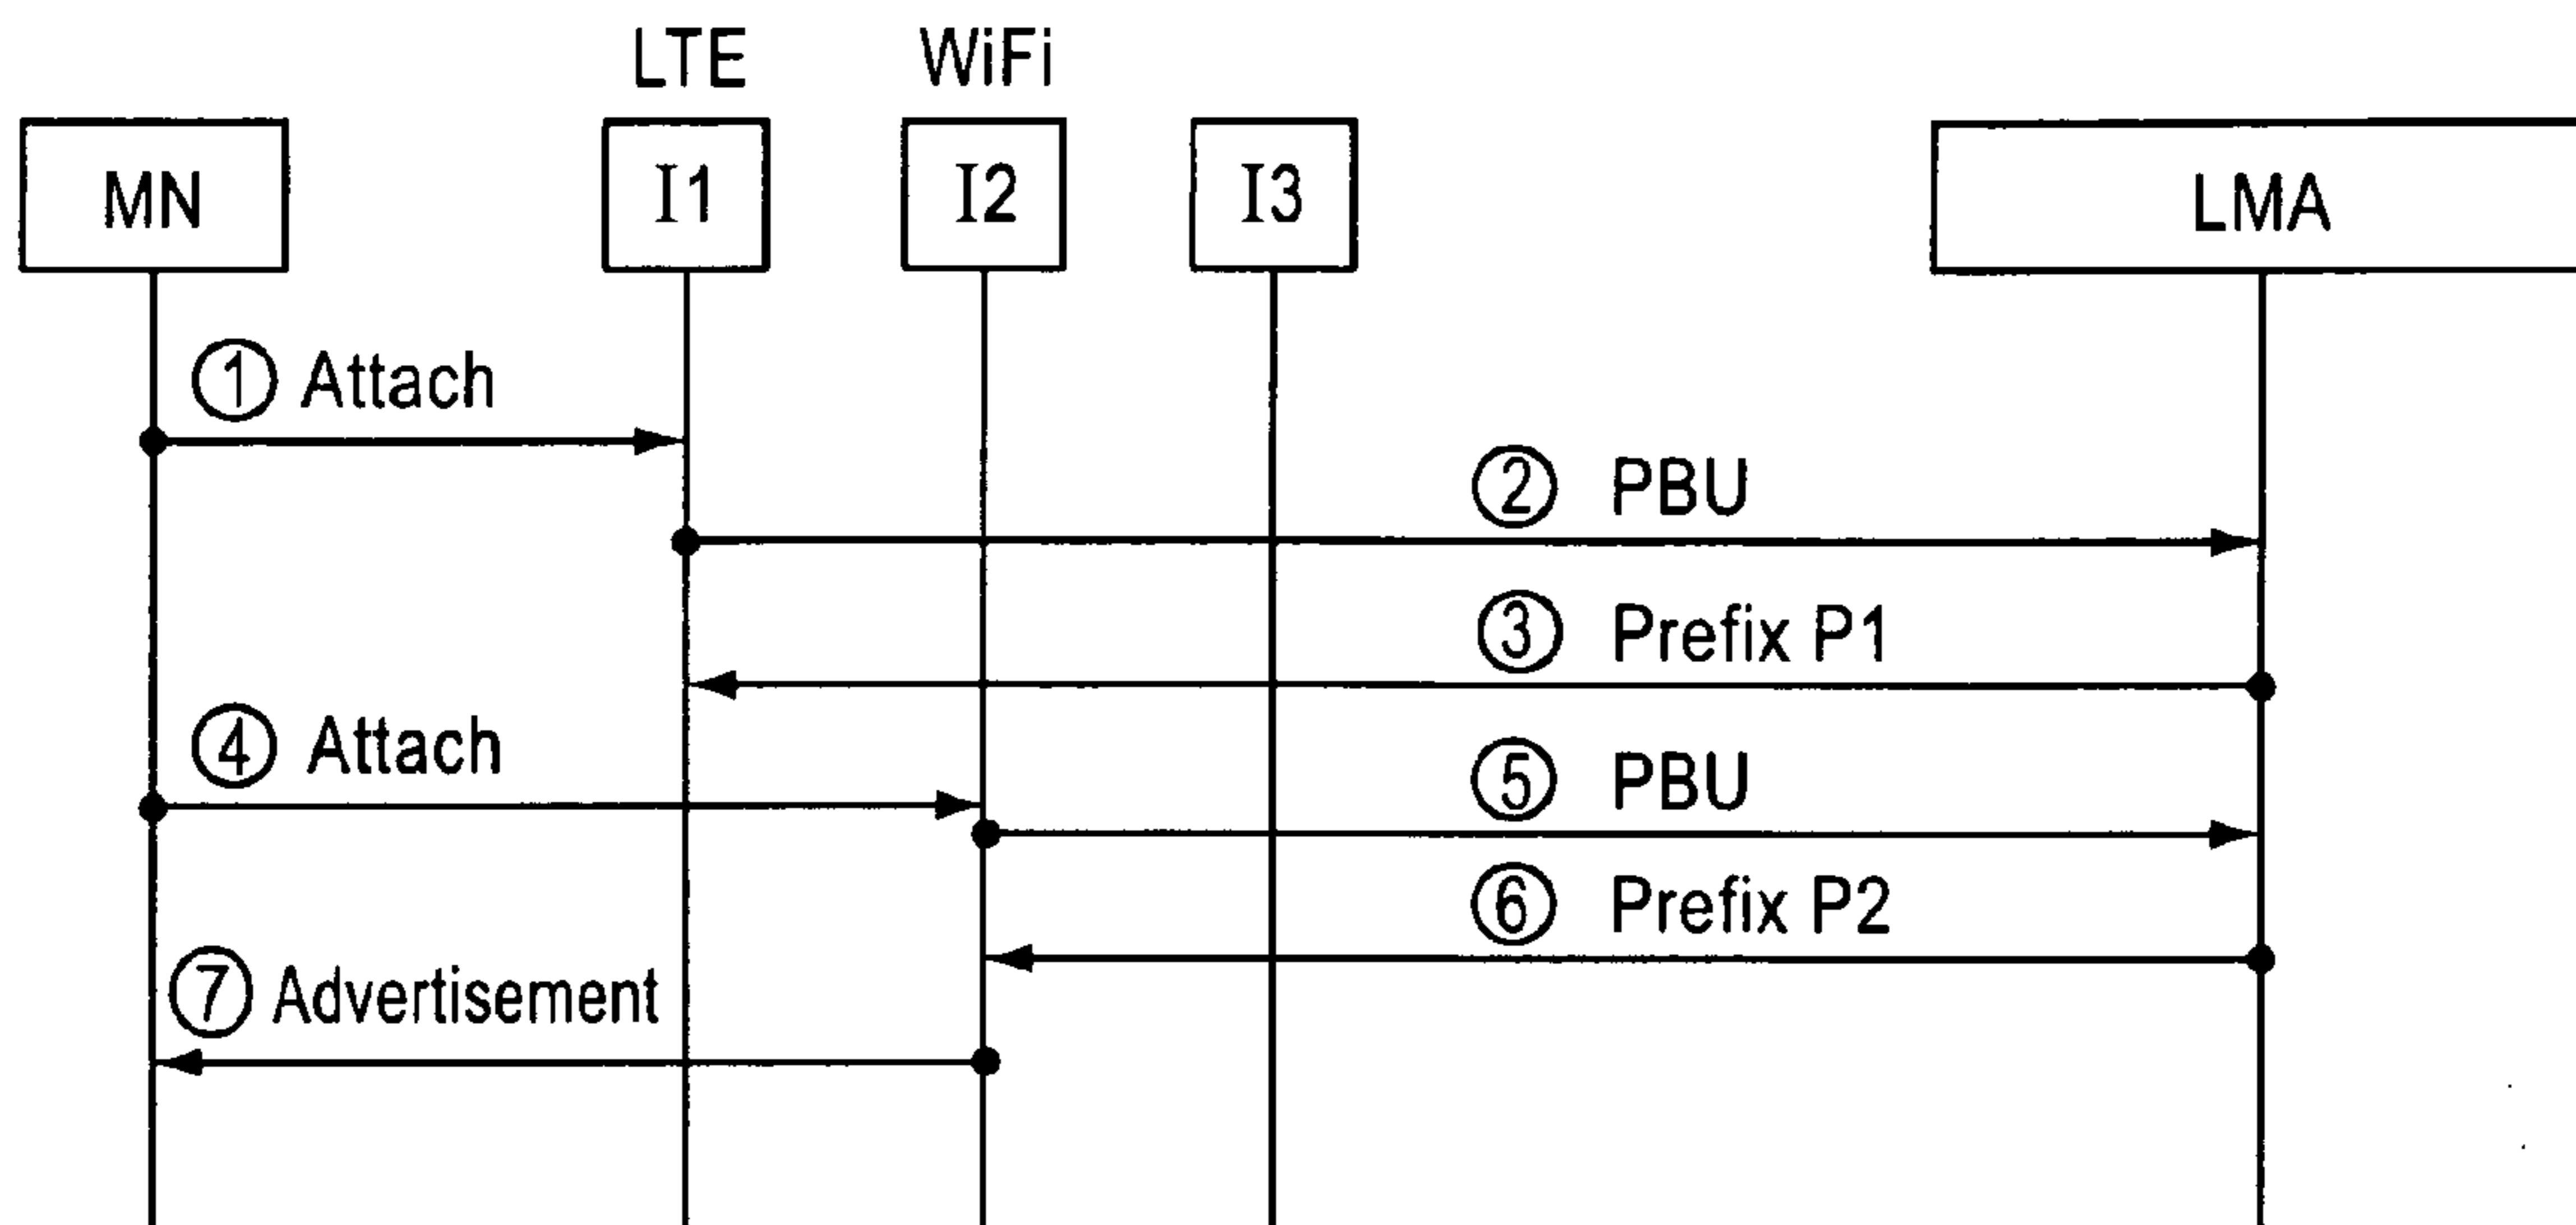 LTE WiFi
MN I1 I2 I3 LMA
① Attach
② PBU
③ Prefix P1
④ Attach
⑤ PBU
⑥ Prefix P2
⑦ Advertisement